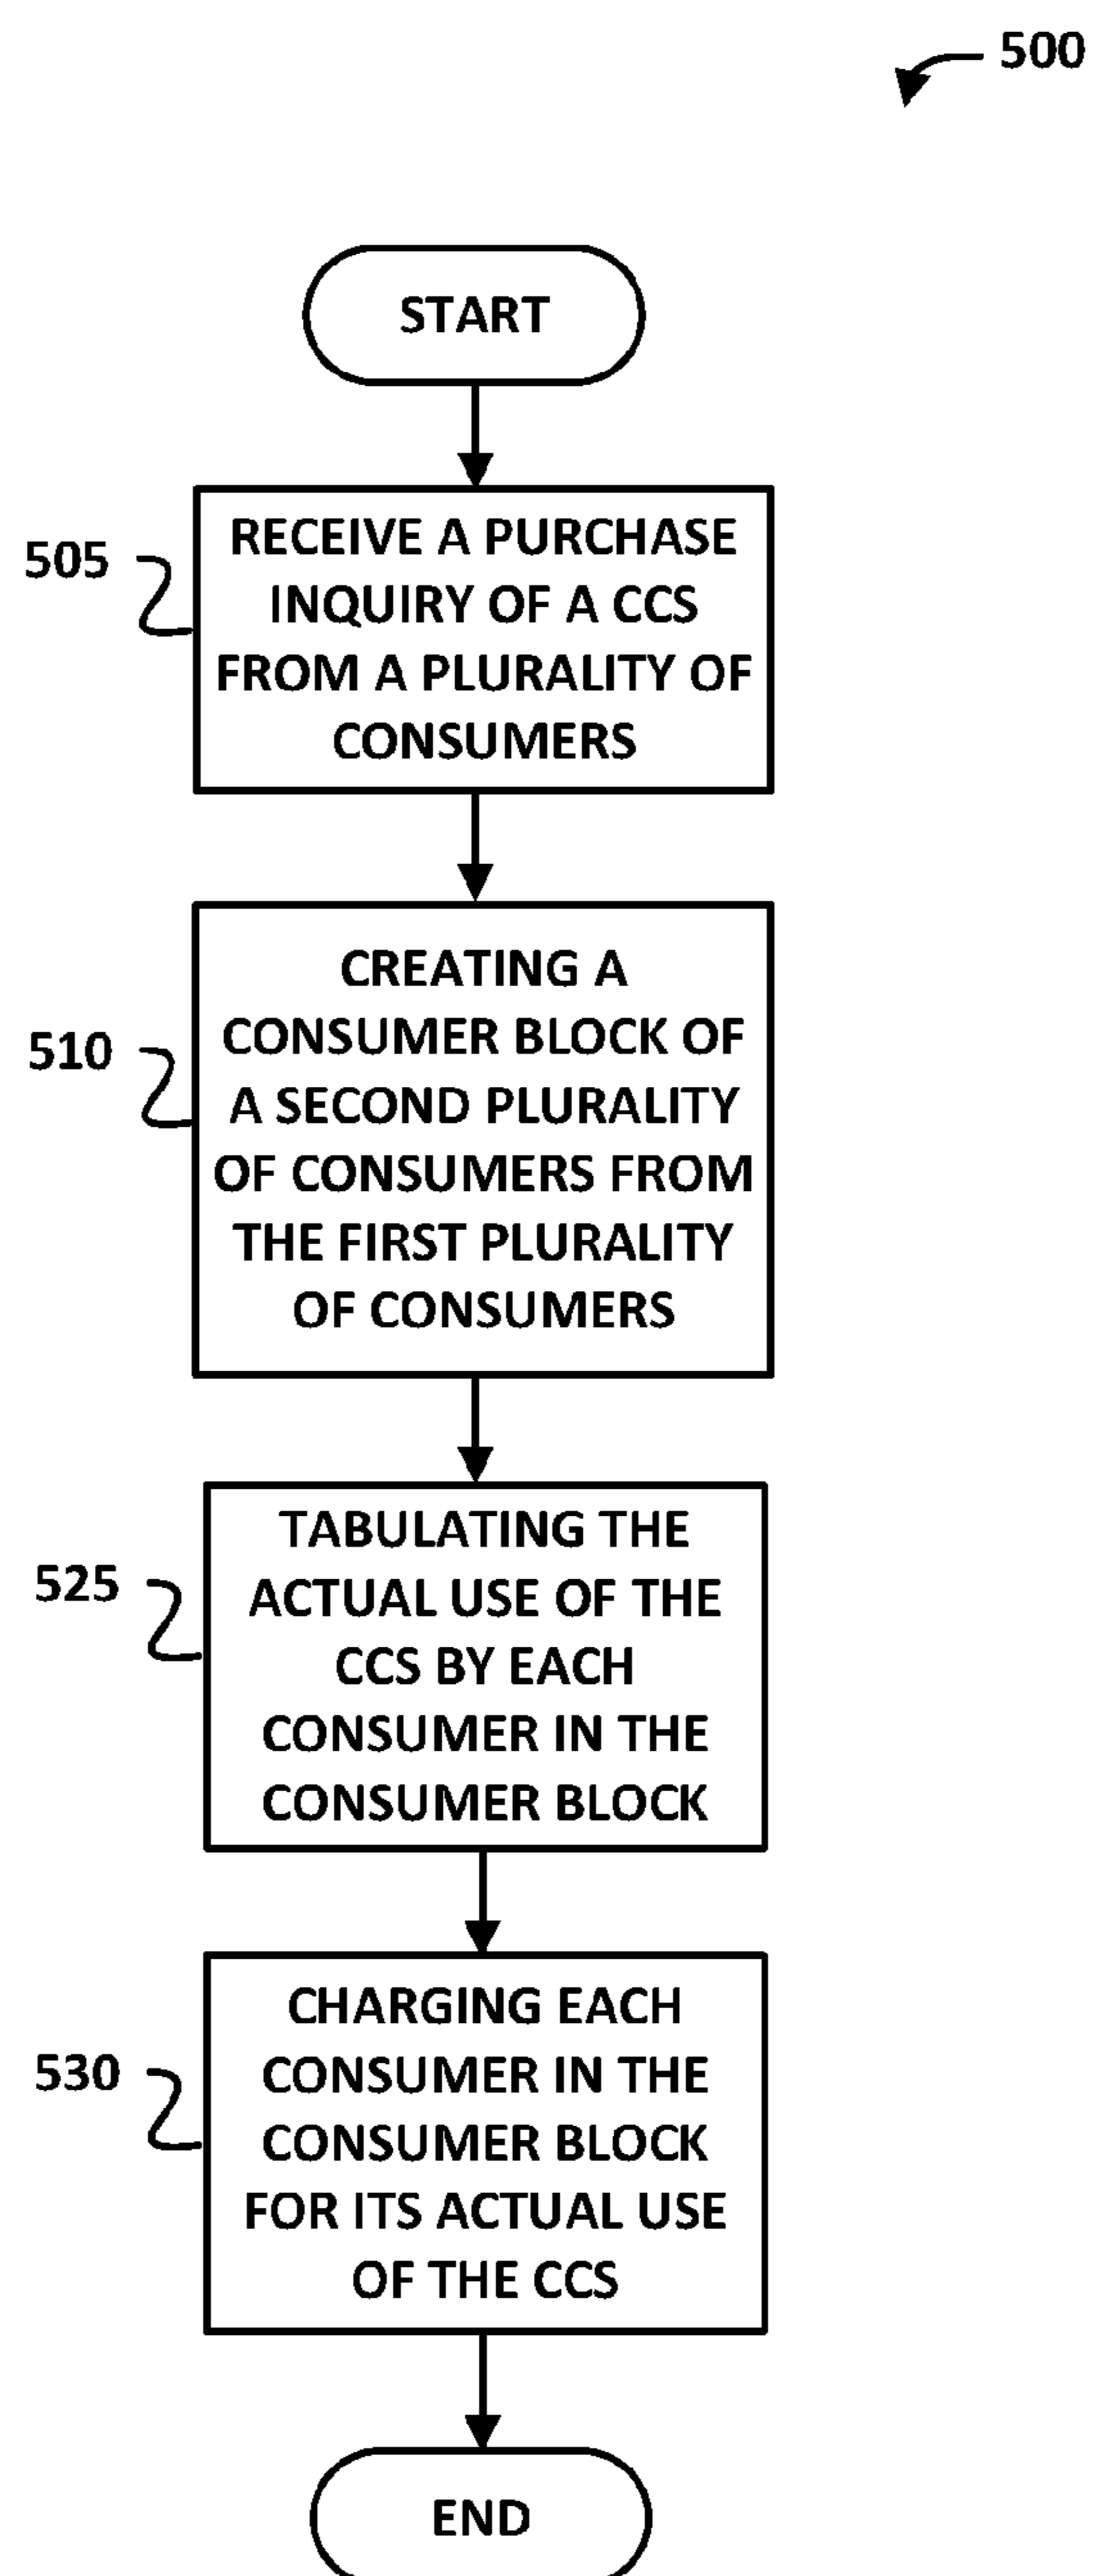 500
START
505
RECEIVE A PURCHASE
INQUIRY OF A CCS
FROM A PLURALITY OF
CONSUMERS
510
CREATING A
CONSUMER BLOCK OF
A SECOND PLURALITY
OF CONSUMERS FROM
THE FIRST PLURALITY
OF CONSUMERS
525
TABULATING THE
ACTUAL USE OF THE
CCS BY EACH
CONSUMER IN THE
CONSUMER BLOCK
530
CHARGING EACH
CONSUMER IN THE
CONSUMER BLOCK
FOR ITS ACTUAL USE
OF THE CCS
END